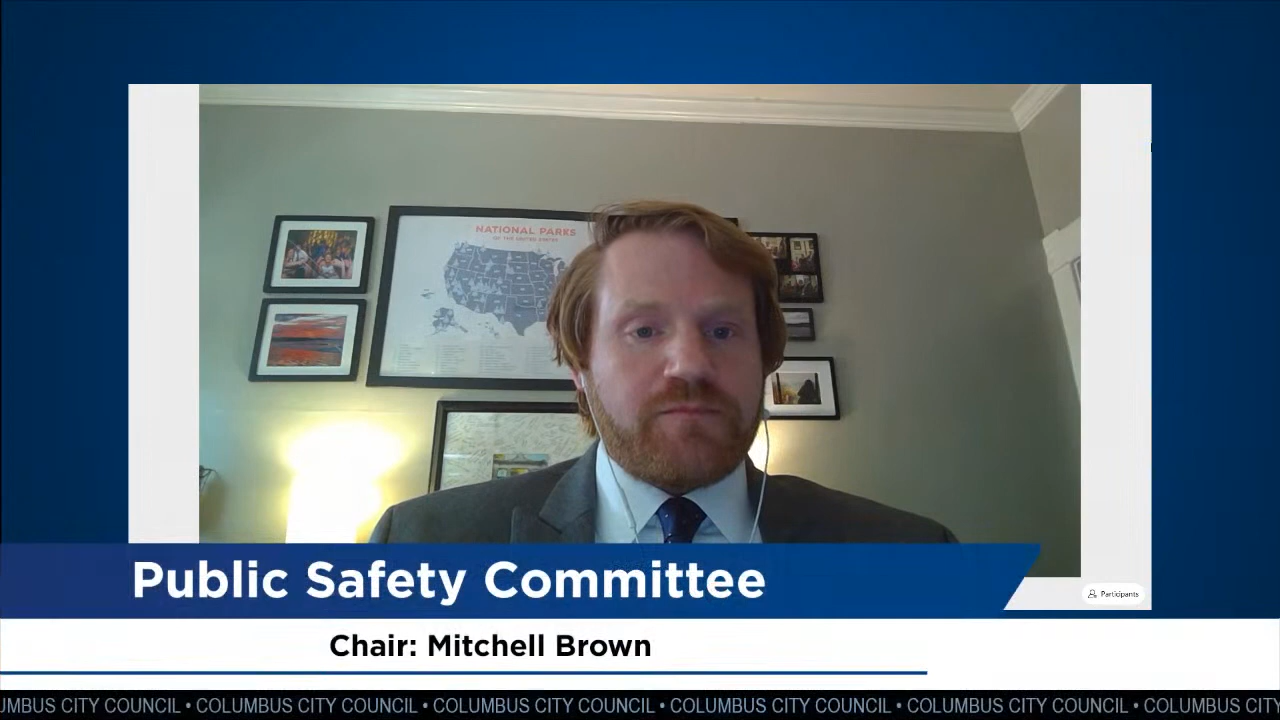 NATIONAL PARKS
OF THE UNITED STATES
Participants
Public Safety Committee
Chair: Mitchell Brown
UMBUS CITY COUNCIL • COLUMBUS CITY COUNCIL • COLUMBUS CITY COUNCIL • COLUMBUS CITY COUNCIL • COLUMBUS CITY COUNCIL • COLUMBUS CITY